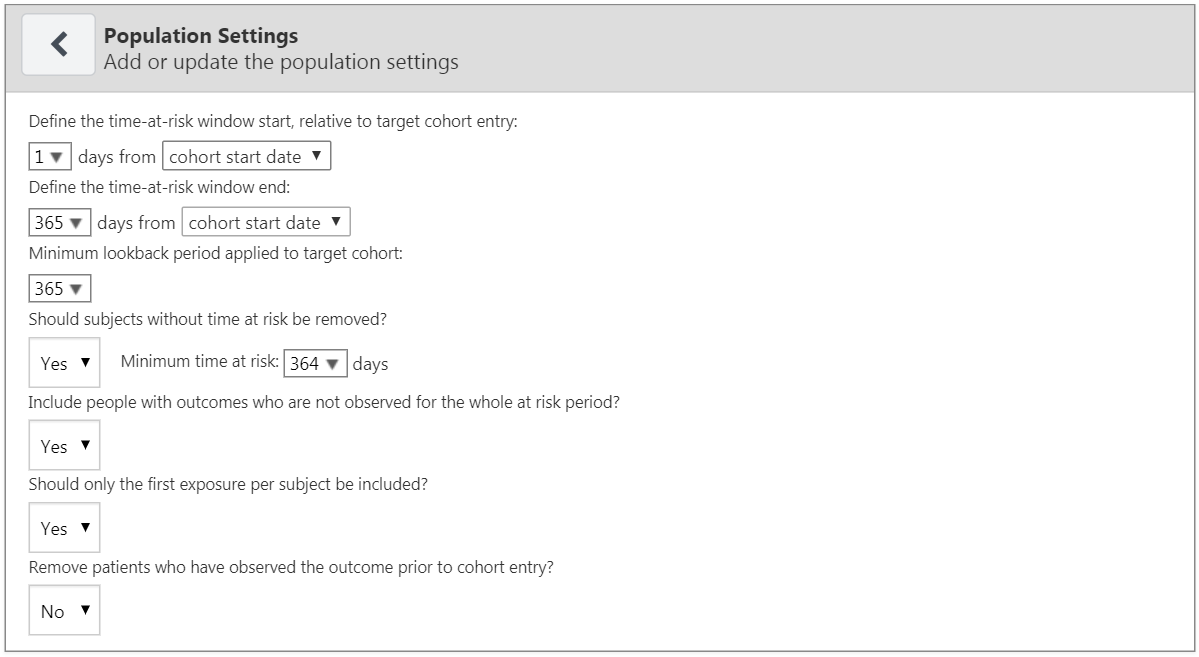 Population Settings
Add or update the population settings
Define the time-at-risk window start, relative to target cohort entry:
1 days from cohort start date
Define the time-at-risk window end:
365 days from cohort start date
Minimum lookback period applied to target cohort:
365
Should subjects without time at risk be removed?
Yes Minimum time at risk: 364 days
Include people with outcomes who are not observed for the whole at risk period?
Yes
Should only the first exposure per subject be included?
Yes
Remove patients who have observed the outcome prior to cohort entry?
No